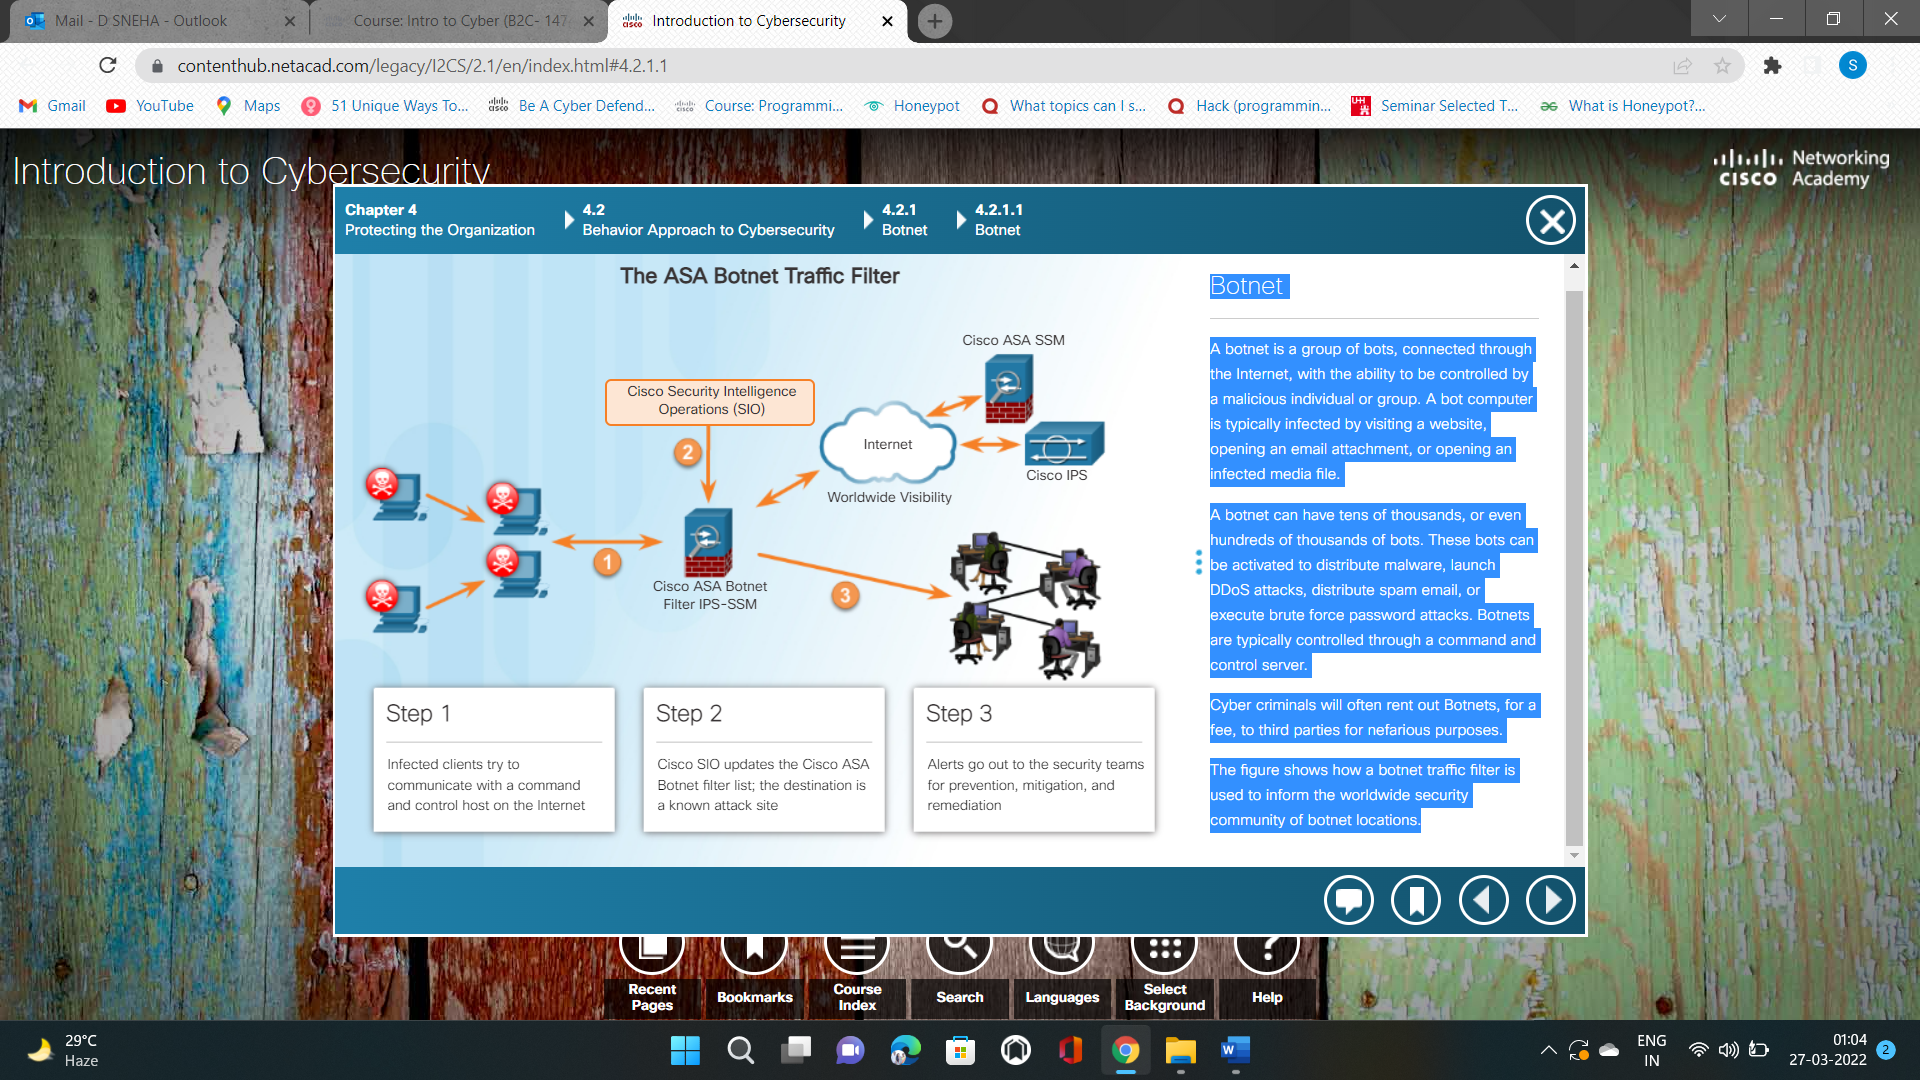 Mail - D SNEHA - Outlook
Course: Intro to Cyber (B2C- 147
Introduction to Cybersecurity
contenthub.netacad.com/legacy/I2CS/2.1/en/index.html#4.2.1.1
S
Gmail
YouTube
Maps
51 Unique Ways To...
Be A Cyber Defend...
Course: Programmi...
Honeypot
What topics can I s...
Hack (programmin...
Seminar Selected T...
What is Honeypot?...
Introduction to Cybersecurity
CISCO
Networking
Academy
Chapter 4
Protecting the Organization
4.2
Behavior Approach to Cybersecurity
4.2.1
Botnet
4.2.1.1
Botnet
The ASA Botnet Traffic Filter
Cisco ASA SSM
Cisco Security Intelligence
Operations (SIO)
Internet
2
Cisco IPS
Worldwide Visibility
1
Cisco ASA Botnet
Filter IPS-SSM
3
Step 1
Infected clients try to
communicate with a command
and control host on the Internet
Step 2
Cisco SIO updates the Cisco ASA
Botnet filter list; the destination is
a known attack site
Step 3
Alerts go out to the security teams
for prevention, mitigation, and
remediation
Botnet
A botnet is a group of bots, connected through
the Internet, with the ability to be controlled by
a malicious individual or group. A bot computer
is typically infected by visiting a website,
opening an email attachment, or opening an
infected media file.
A botnet can have tens of thousands, or even
hundreds of thousands of bots. These bots can
be activated to distribute malware, launch
DDoS attacks, distribute spam email, or
execute brute force password attacks. Botnets
are typically controlled through a command and
control server.
Cyber criminals will often rent out Botnets, for a
fee, to third parties for nefarious purposes.
The figure shows how a botnet traffic filter is
used to inform the worldwide security
community of botnet locations.
Recent
Pages
Bookmarks
Course
Index
Search
Languages
Select
Background
Help
29°C
Haze
ENG
IN
01:04
27-03-2022
2